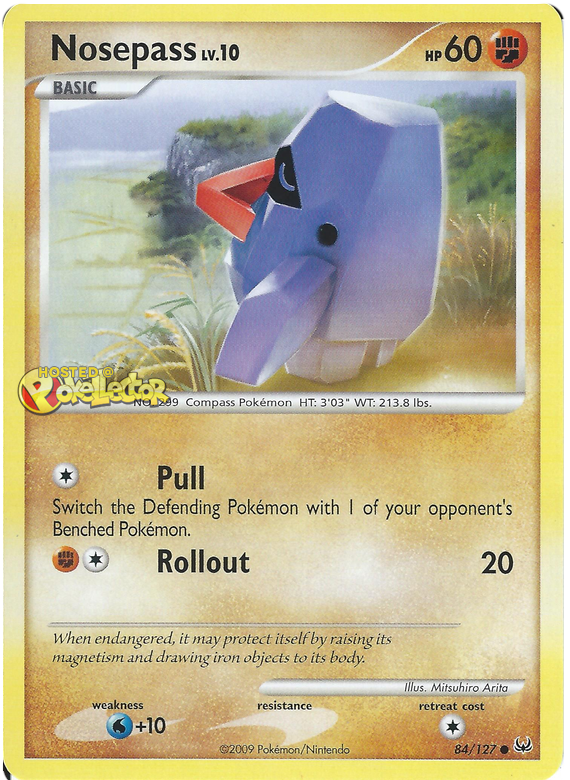 Nosepass LV.10
HP 60
BASIC
HOSTED @
PokeLector
NO. 299 Compass Pokémon HT: 3'03" WT: 213.8 lbs.
Pull
Switch the Defending Pokémon with 1 of your opponent's
Benched Pokémon.
Rollout 20
When endangered, it may protect itself by raising its
magnetism and drawing iron objects to its body.
Illus. Mitsuhiro Arita
weakness resistance retreat cost
+10
©2009 Pokémon/Nintendo 84/127